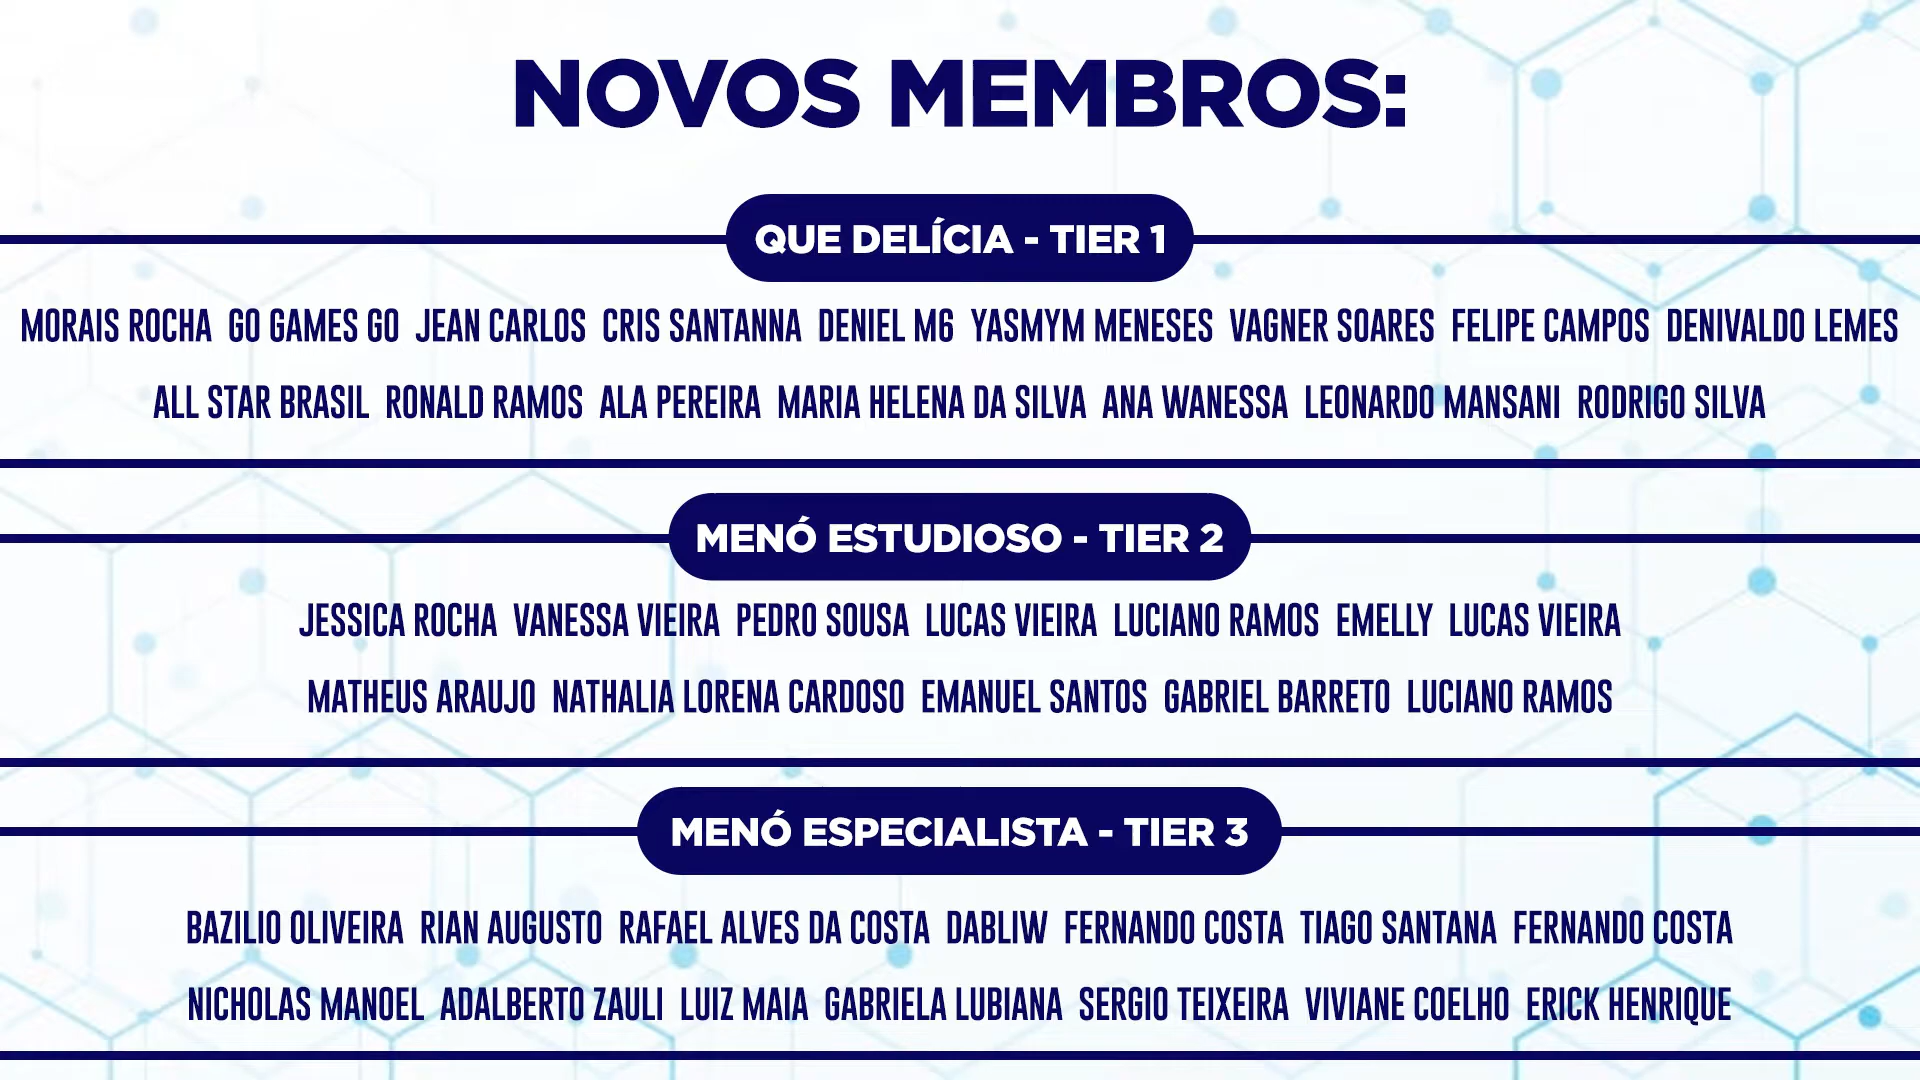 NOVOS MEMBROS:
QUE DELÍCIA - TIER 1
MORAIS ROCHA GO GAMES GO JEAN CARLOS CRIS SANTANNA DENIEL M6 YASMYM MENESES VAGNER SOARES FELIPE CAMPOS DENIVALDO LEMES
ALL STAR BRASIL RONALD RAMOS ALA PEREIRA MARIA HELENA DA SILVA ANA WANESSA LEONARDO MANSANI RODRIGO SILVA
MENÓ ESTUDIOSO - TIER 2
JESSICA ROCHA VANESSA VIEIRA PEDRO SOUSA LUCAS VIEIRA LUCIANO RAMOS EMELLY LUCAS VIEIRA
MATHEUS ARAUJO NATHALIA LORENA CARDOSO EMANUEL SANTOS GABRIEL BARRETO LUCIANO RAMOS
MENÓ ESPECIALISTA - TIER 3
BAZILIO OLIVEIRA RIAN AUGUSTO RAFAEL ALVES DA COSTA DABLIW FERNANDO COSTA TIAGO SANTANA FERNANDO COSTA
NICHOLAS MANOEL ADALBERTO ZAULI LUIZ MAIA GABRIELA LUBIANA SERGIO TEIXEIRA VIVIANE COELHO ERICK HENRIQUE